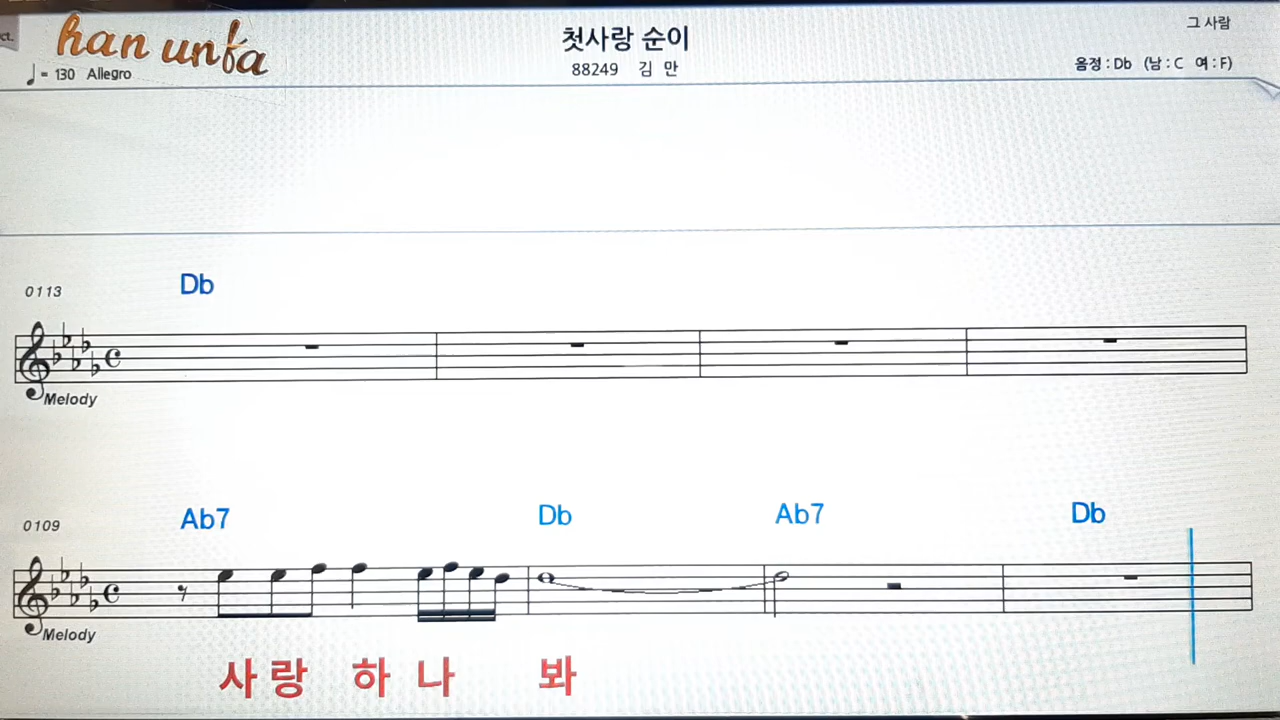 ct.
han unfa
첫사랑 순이
그 사람
= 130 Allegro
88249 김 만
음정 : Db (남 : C 여 : F)
0113
Db
Melody
0109
Ab7 Db Ab7 Db
Melody
사랑 하 나 봐